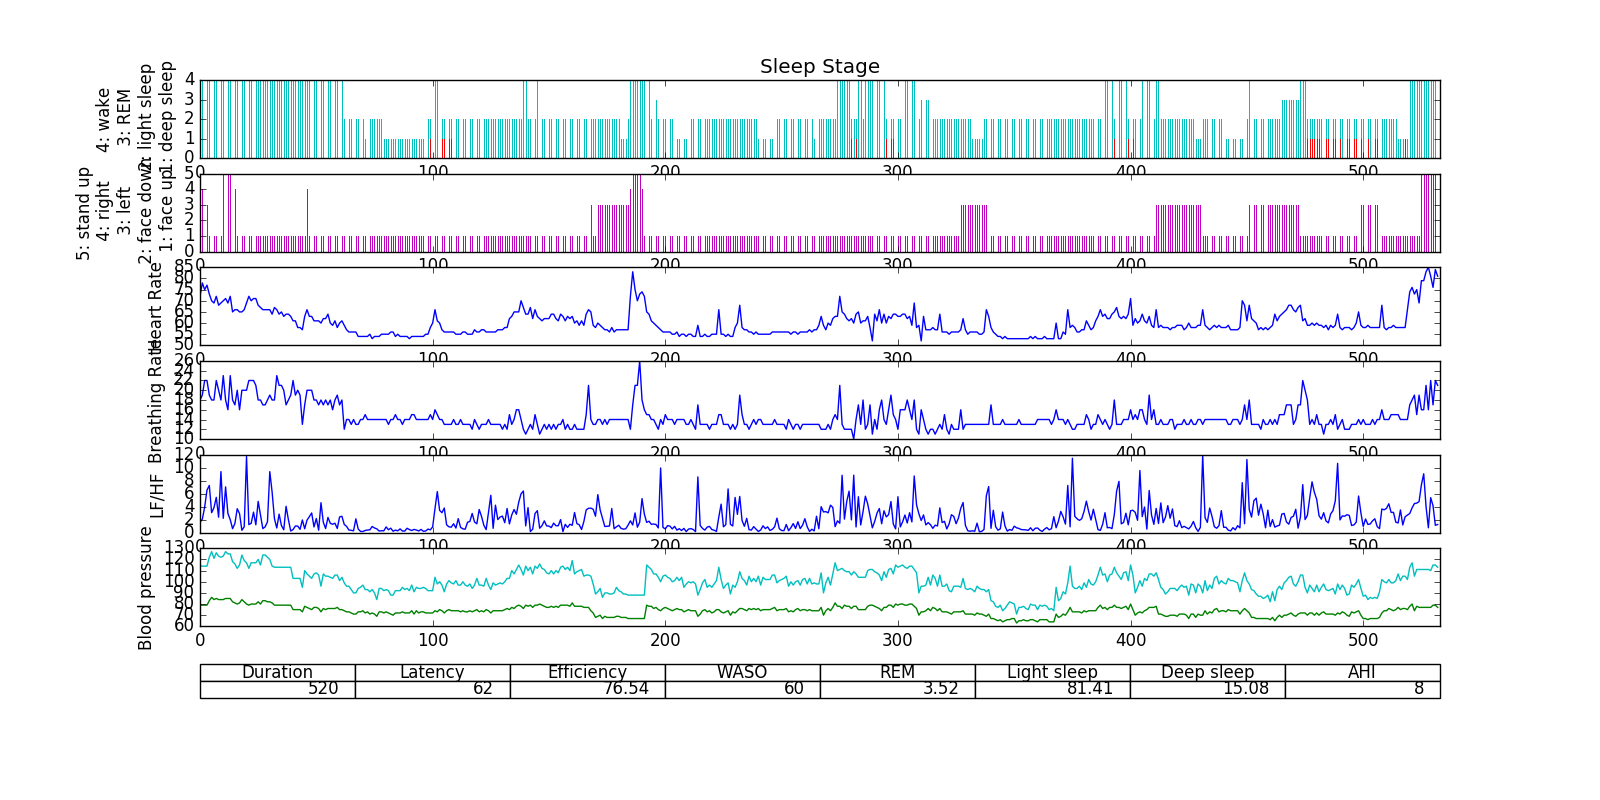 Sleep Stage
4: wake
3: REM
2: light sleep
1: deep sleep
4
3
2
1
0
0 100 200 300 400 500
5: stand up
4: right
3: left
2: face down
1: face up
5
4
3
2
1
0
0 100 200 300 400 500
Heart Rate
85
80
75
70
65
60
55
50
0 100 200 300 400 500
Breathing Rate
26
24
22
20
18
16
14
12
10
0 100 200 300 400 500
LF/HF
12
10
8
6
4
2
0
0 100 200 300 400 500
Blood pressure
130
120
110
100
90
80
70
60
0 100 200 300 400 500
Duration Latency Efficiency WASO REM Light sleep Deep sleep AHI
520 62 76.54 60 3.52 81.41 15.08 8